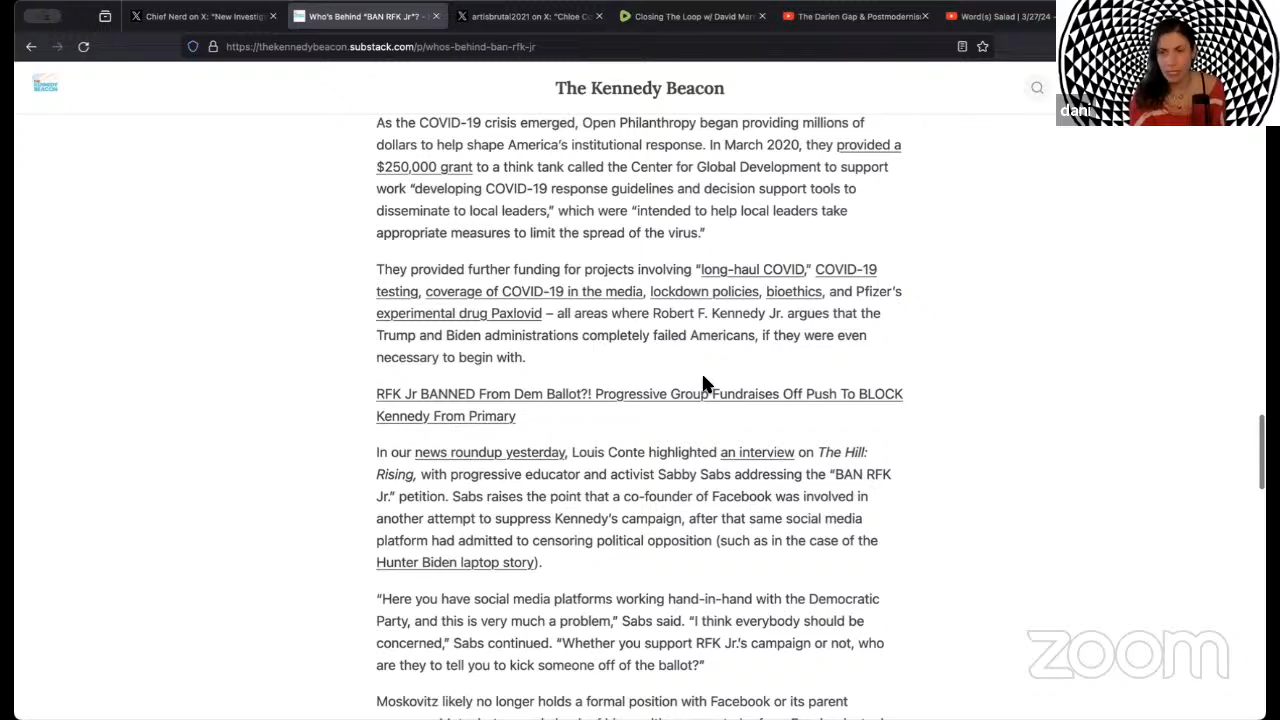 Chief Nerd on X: "New Investig
Who's Behind "BAN RFK Jr"? -
artisbrutal2021 on X: "Chloe Co
Closing The Loop w/ David Mar
The Darien Gap & Postmodernis
Word(s) Salad | 3/27/24
https://thekennedybeacon.substack.com/p/whos-behind-ban-rfk-jr
dani
THE KENNEDY BEACON
The Kennedy Beacon
As the COVID-19 crisis emerged, Open Philanthropy began providing millions of
dollars to help shape America's institutional response. In March 2020, they provided a
$250,000 grant to a think tank called the Center for Global Development to support
work "developing COVID-19 response guidelines and decision support tools to
disseminate to local leaders," which were "intended to help local leaders take
appropriate measures to limit the spread of the virus."
They provided further funding for projects involving "long-haul COVID," COVID-19
testing, coverage of COVID-19 in the media, lockdown policies, bioethics, and Pfizer's
experimental drug Paxlovid – all areas where Robert F. Kennedy Jr. argues that the
Trump and Biden administrations completely failed Americans, if they were even
necessary to begin with.
RFK Jr BANNED From Dem Ballot?! Progressive Group Fundraises Off Push To BLOCK
Kennedy From Primary
In our news roundup yesterday, Louis Conte highlighted an interview on The Hill:
Rising, with progressive educator and activist Sabby Sabs addressing the "BAN RFK
Jr." petition. Sabs raises the point that a co-founder of Facebook was involved in
another attempt to suppress Kennedy's campaign, after that same social media
platform had admitted to censoring political opposition (such as in the case of the
Hunter Biden laptop story).
"Here you have social media platforms working hand-in-hand with the Democratic
Party, and this is very much a problem," Sabs said. "I think everybody should be
concerned," Sabs continued. "Whether you support RFK Jr.'s campaign or not, who
are they to tell you to kick someone off of the ballot?"
zoom
Moskovitz likely no longer holds a formal position with Facebook or its parent